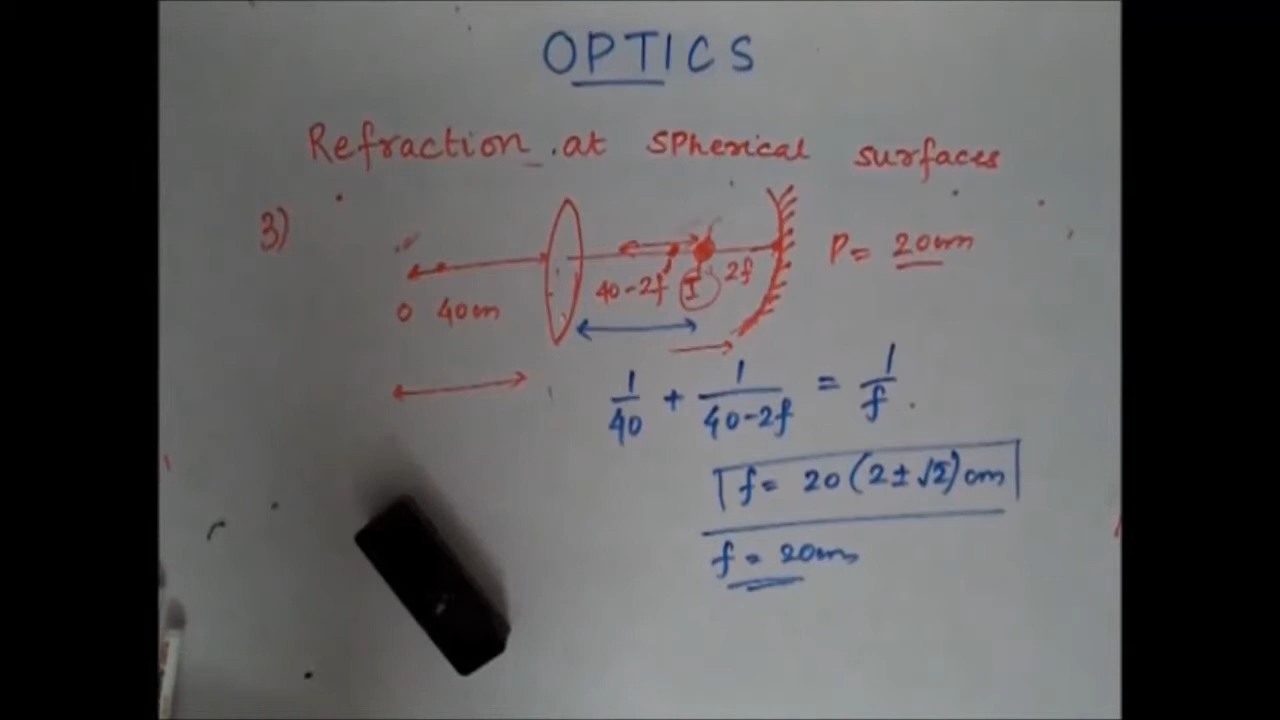 OPTICS
Refraction at spherical surfaces
3)
P = 20cm
O 40cm 40-2f I 2f
1/40 + 1/(40-2f) = 1/f
f = 20(2±√2)cm
f = 20cm